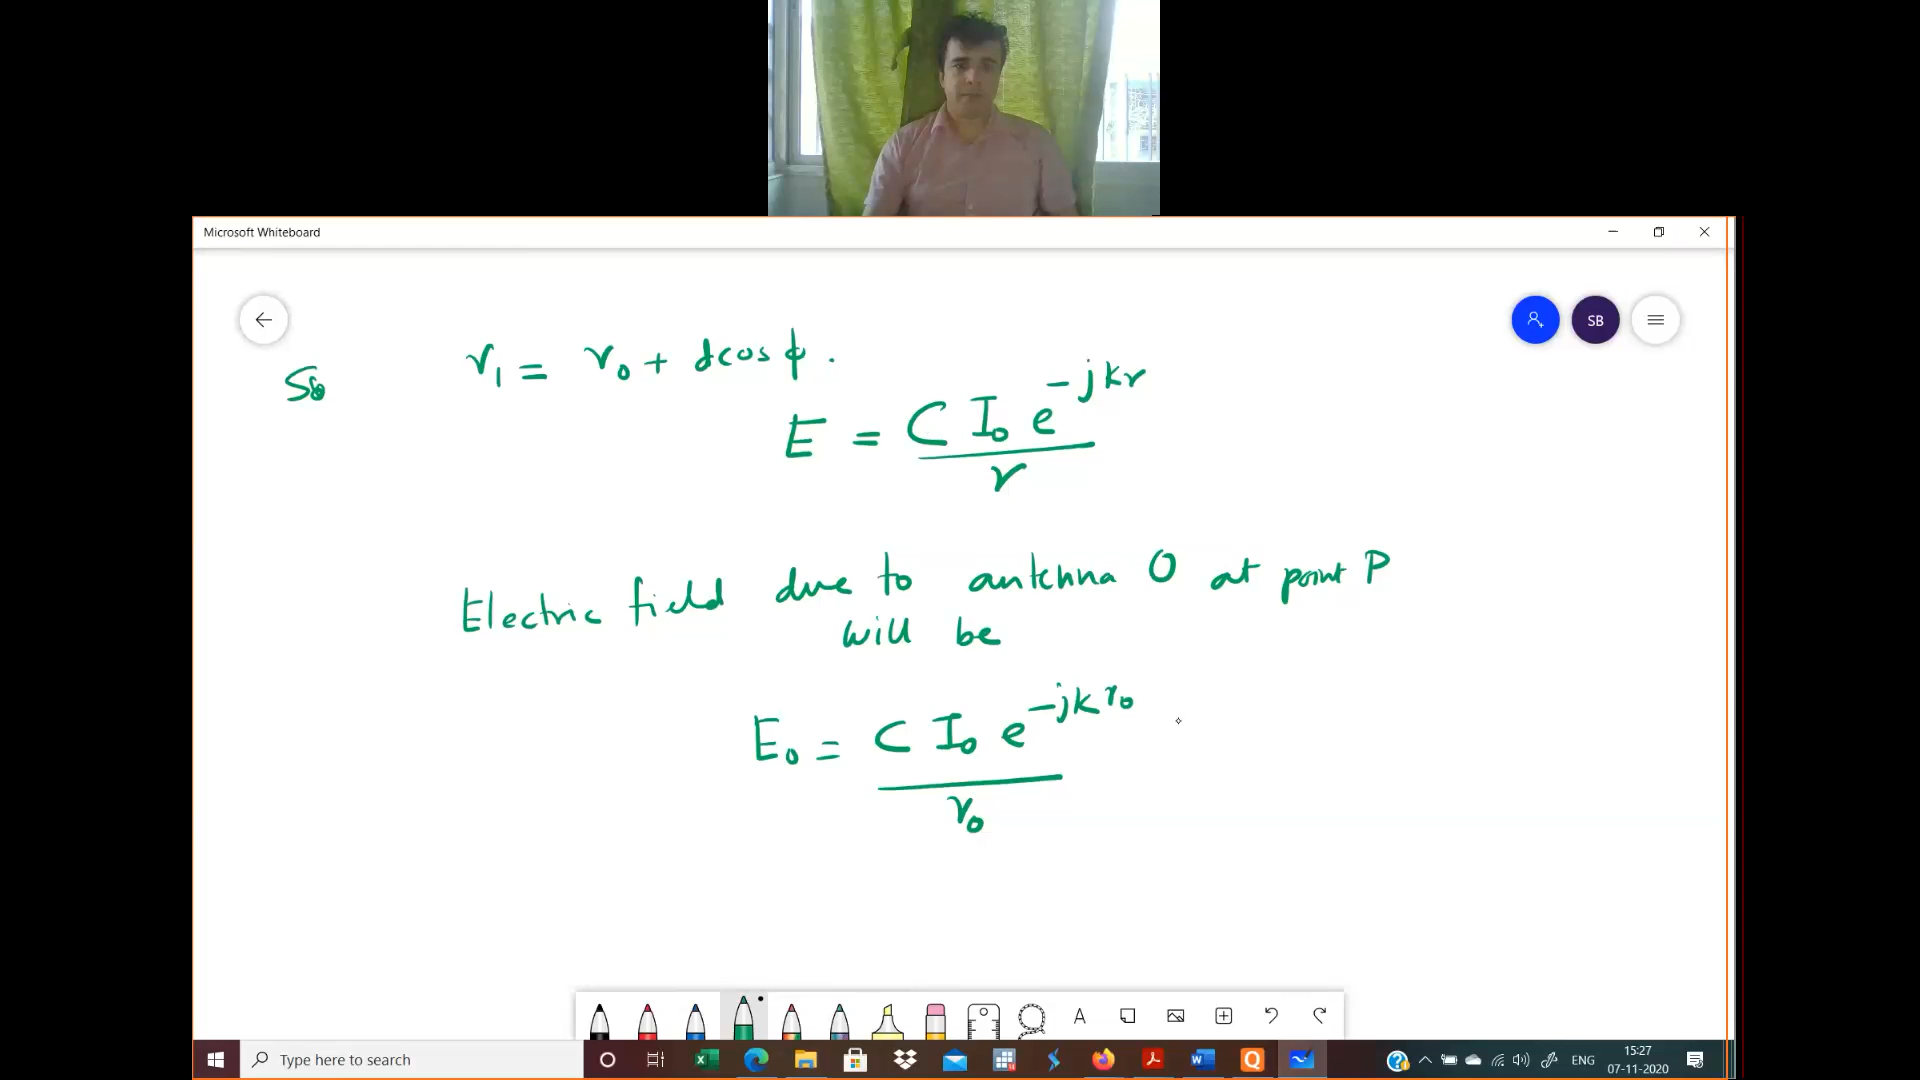 Microsoft Whiteboard
SB
So r₁ = r₀ + d cos ϕ.
E = C I₀ e^{-jkr} / r
Electric field due to antenna 0 at point P
will be
E₀ = C I₀ e^{-jkr₀} / r₀
A
Type here to search
ENG
15:27
07-11-2020